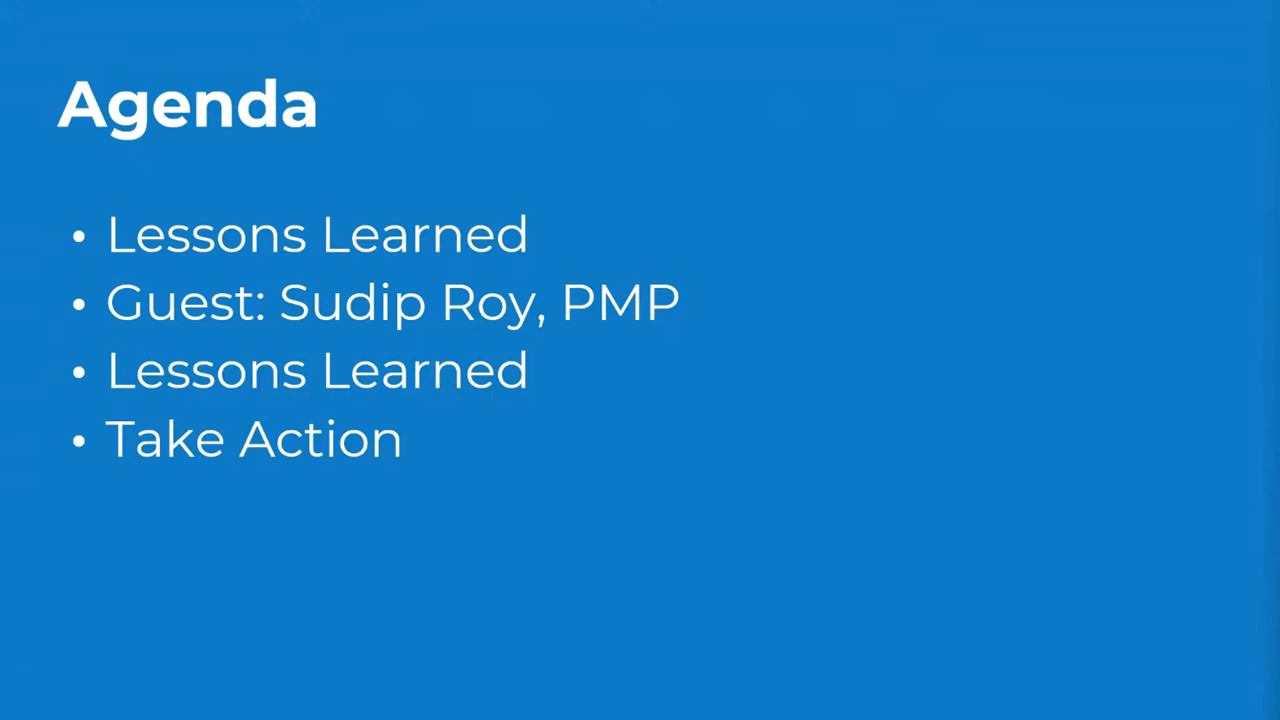 Agenda
• Lessons Learned
• Guest: Sudip Roy, PMP
• Lessons Learned
• Take Action